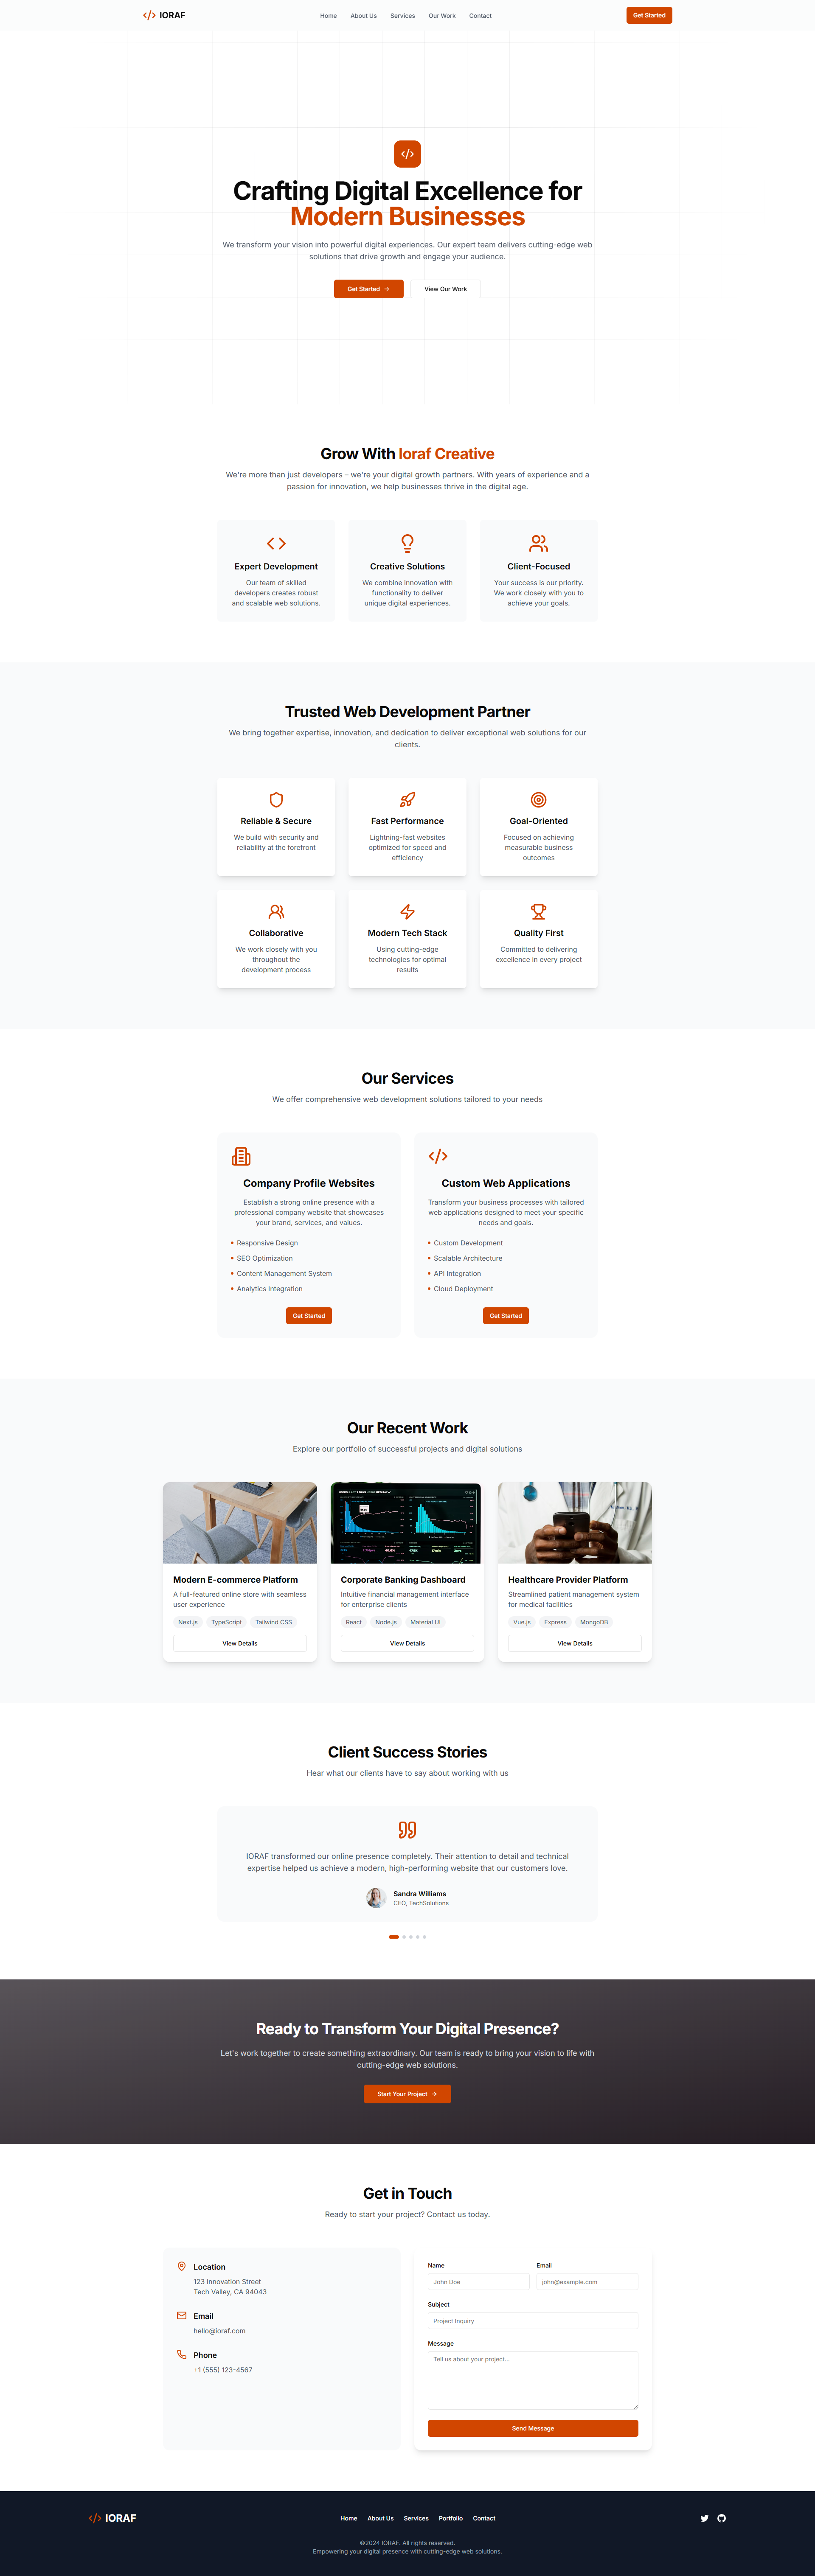 IORAF
Home About Us Services Our Work Contact
Get Started
Crafting Digital Excellence for
Modern Businesses
We transform your vision into powerful digital experiences. Our expert team delivers cutting-edge web
solutions that drive growth and engage your audience.
Get Started
View Our Work
Grow With Ioraf Creative
We're more than just developers – we're your digital growth partners. With years of experience and a
passion for innovation, we help businesses thrive in the digital age.
Expert Development
Our team of skilled
developers creates robust
and scalable web solutions.
Creative Solutions
We combine innovation with
functionality to deliver
unique digital experiences.
Client-Focused
Your success is our priority.
We work closely with you to
achieve your goals.
Trusted Web Development Partner
We bring together expertise, innovation, and dedication to deliver exceptional web solutions for our
clients.
Reliable & Secure
We build with security and
reliability at the forefront
Fast Performance
Lightning-fast websites
optimized for speed and
efficiency
Goal-Oriented
Focused on achieving
measurable business
outcomes
Collaborative
We work closely with you
throughout the
development process
Modern Tech Stack
Using cutting-edge
technologies for optimal
results
Quality First
Committed to delivering
excellence in every project
Our Services
We offer comprehensive web development solutions tailored to your needs
Company Profile Websites
Establish a strong online presence with a
professional company website that showcases
your brand, services, and values.
Responsive Design
SEO Optimization
Content Management System
Analytics Integration
Get Started
Custom Web Applications
Transform your business processes with tailored
web applications designed to meet your specific
needs and goals.
Custom Development
Scalable Architecture
API Integration
Cloud Deployment
Get Started
Our Recent Work
Explore our portfolio of successful projects and digital solutions
Modern E-commerce Platform
A full-featured online store with seamless
user experience
Next.js TypeScript Tailwind CSS
View Details
Corporate Banking Dashboard
Intuitive financial management interface
for enterprise clients
React Node.js Material UI
View Details
Healthcare Provider Platform
Streamlined patient management system
for medical facilities
Vue.js Express MongoDB
View Details
Client Success Stories
Hear what our clients have to say about working with us
IORAF transformed our online presence completely. Their attention to detail and technical
expertise helped us achieve a modern, high-performing website that our customers love.
Sandra Williams
CEO, TechSolutions
Ready to Transform Your Digital Presence?
Let's work together to create something extraordinary. Our team is ready to bring your vision to life with
cutting-edge web solutions.
Start Your Project
Get in Touch
Ready to start your project? Contact us today.
Location
123 Innovation Street
Tech Valley, CA 94043
Email
hello@ioraf.com
Phone
+1 (555) 123-4567
Name
John Doe
Email
john@example.com
Subject
Project Inquiry
Message
Tell us about your project...
Send Message
IORAF
Home About Us Services Portfolio Contact
©2024 IORAF. All rights reserved.
Empowering your digital presence with cutting-edge web solutions.